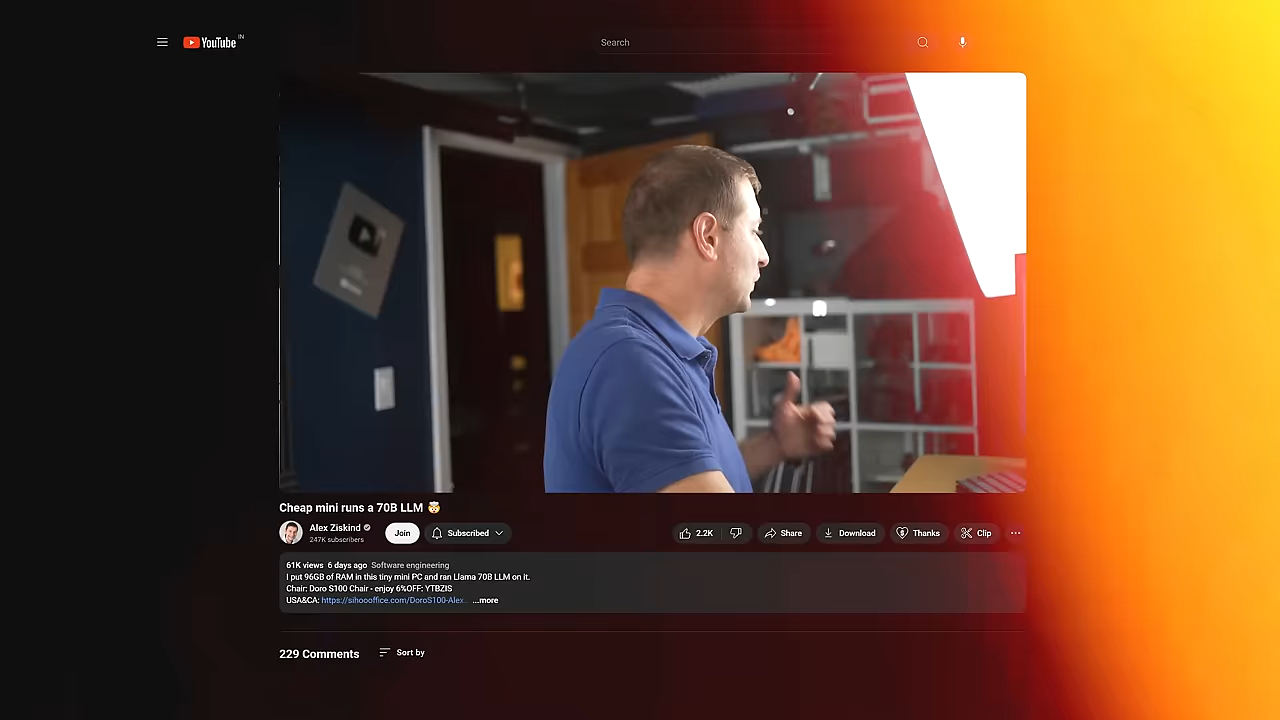 YouTube IN
Search
Cheap mini runs a 70B LLM 🤯
Alex Ziskind
247K subscribers
Join
Subscribed
2.2K
Share
Download
Thanks
Clip
61K views 6 days ago Software engineering
I put 96GB of RAM in this tiny mini PC and ran Llama 70B LLM on it.
Chair: Doro S100 Chair - enjoy 6%OFF: YTBZIS
USA&CA: https://sihoooffice.com/DoroS100-Alex... ...more
229 Comments
Sort by